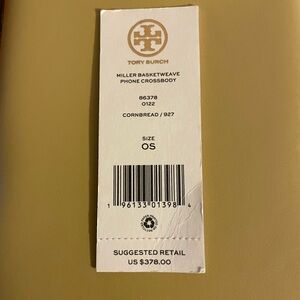 TORY BURCH
MILLER BASKETWEAVE
PHONE CROSSBODY
86378
0122
CORNBREAD / 927
SIZE
OS
1 96133 01398 4
SUGGESTED RETAIL
US $378.00